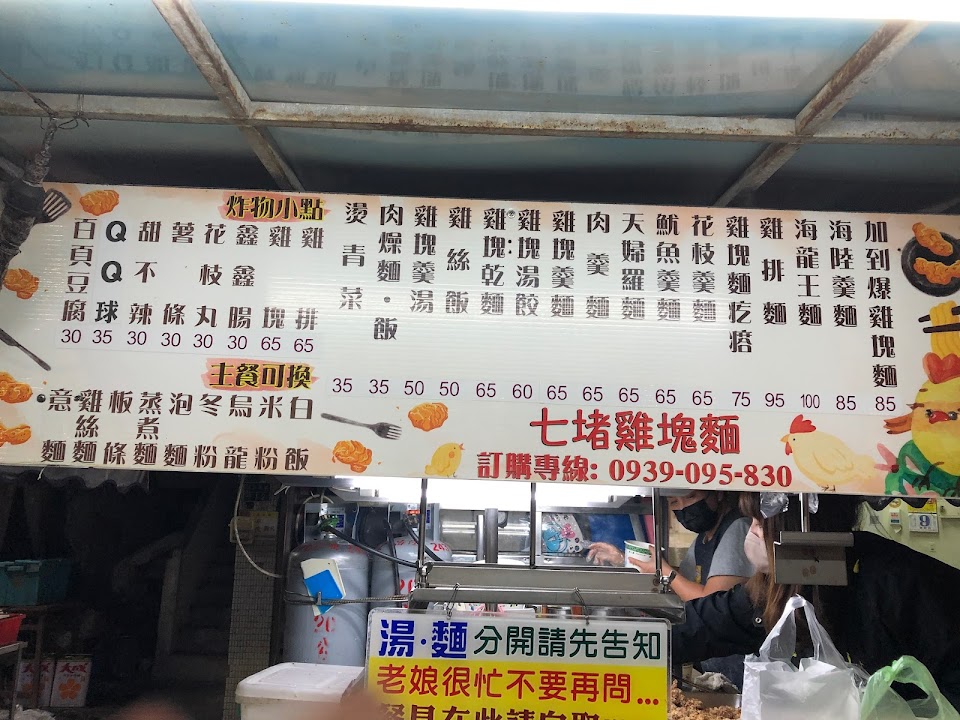 炸物小點
雞排 65
雞塊 65
鑫鑫腸 30
花枝丸 30
薯條 30
甜不辣 30
QQ球 35
百頁豆腐 30
主餐可換
白飯
米粉
烏龍
冬粉
泡麵
蒸煮麵
板條
雞絲麵
意麵
加到爆雞塊麵 85
海陸羹麵 85
海龍王麵 100
雞排麵 95
雞塊麵疙瘩 75
花枝羹麵 65
魷魚羹麵 65
天婦羅麵 65
肉羹麵 65
雞塊羹麵 65
雞塊湯餃 60
雞塊乾麵 65
雞絲飯 50
雞塊羹湯 50
肉燥麵·飯 35
燙青菜 35
七堵雞塊麵
訂購專線: 0939-095-830
湯·麵分開請先告知
老娘很忙不要再問...